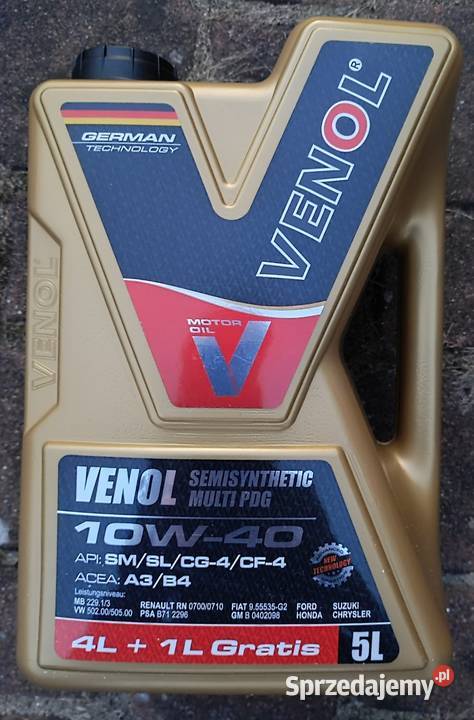 GERMAN
TECHNOLOGY
VENOL®
VENOL
MOTOR
OIL
V
VENOL SEMISYNTHETIC
MULTI PDG
10W-40
API: SM/SL/CG-4/CF-4
ACEA: A3/B4
NEW
TECHNOLOGY
Leistungsniveau:
MB 229.1/3 RENAULT RN 0700/0710 FIAT 9.55535-G2 FORD SUZUKI
VW 502.00/505.00 PSA B71 2296 GM B 0402098 HONDA CHRYSLER
4L + 1L Gratis 5L
Sprzedajemy.pl